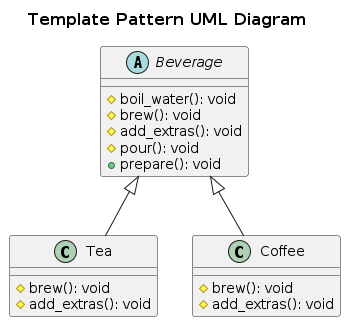 Template Pattern UML Diagram
A Beverage
boil_water(): void
brew(): void
add_extras(): void
pour(): void
prepare(): void
C Tea
brew(): void
add_extras(): void
C Coffee
brew(): void
add_extras(): void